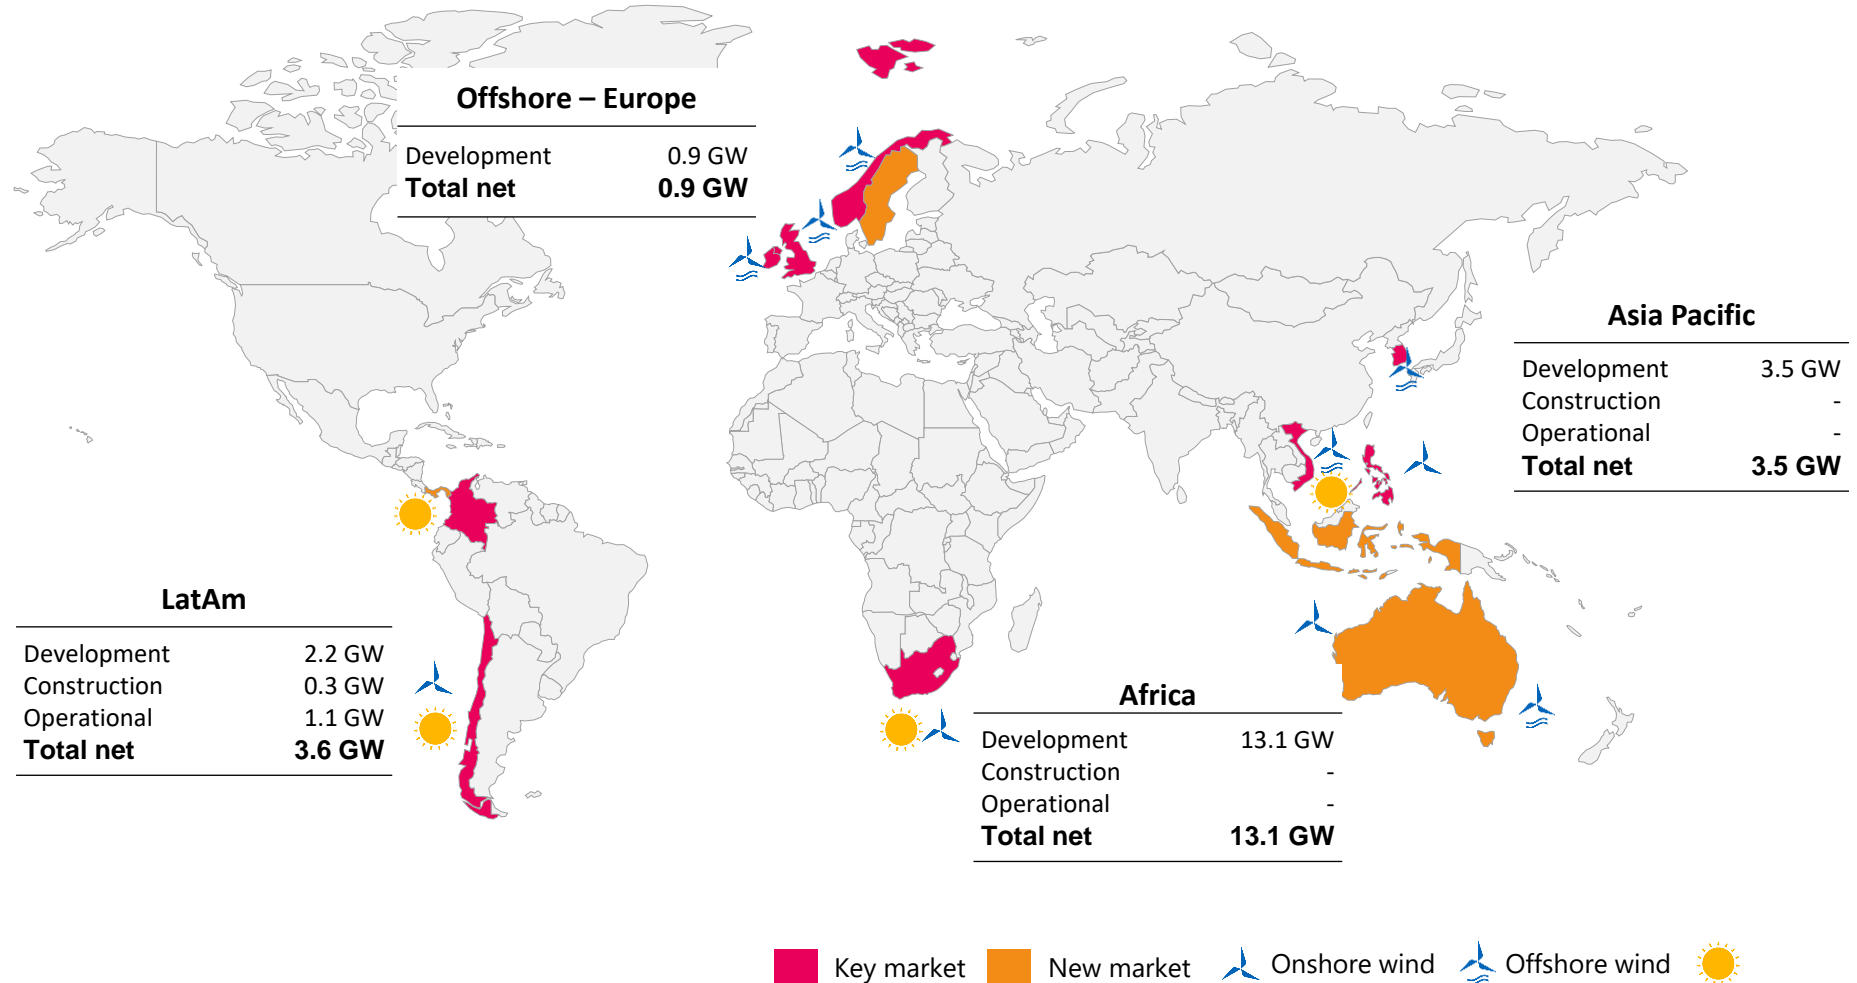 Offshore – Europe
Development 0.9 GW
Total net 0.9 GW
Asia Pacific
Development 3.5 GW
Construction -
Operational -
Total net 3.5 GW
LatAm
Development 2.2 GW
Construction 0.3 GW
Operational 1.1 GW
Total net 3.6 GW
Africa
Development 13.1 GW
Construction -
Operational -
Total net 13.1 GW
Key market New market Onshore wind Offshore wind